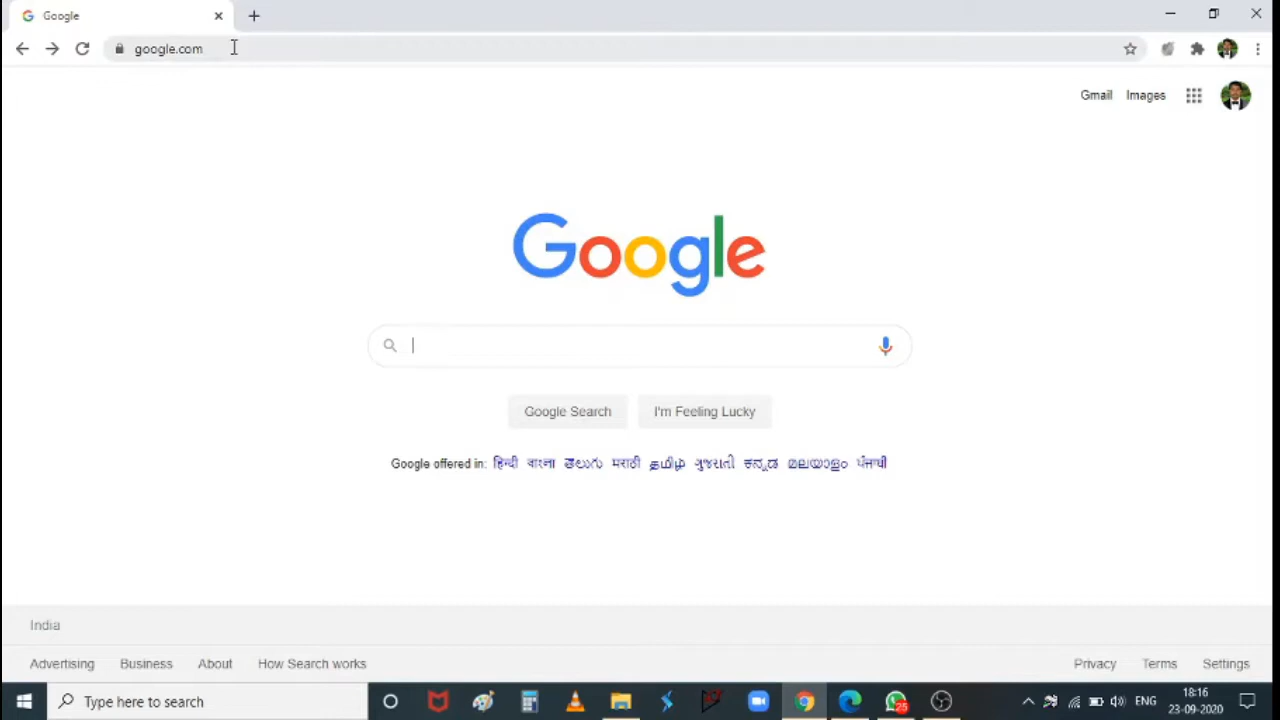 Google
google.com
Gmail Images
Google
Google Search I'm Feeling Lucky
Google offered in: हिन्दी বাংলা తెలుగు मराठी தமிழ் ગુજરાતી ಕನ್ನಡ മലയാളം ਪੰਜਾਬੀ
India
Advertising Business About How Search works Privacy Terms Settings
Type here to search 25 ENG 18:16
23-09-2020